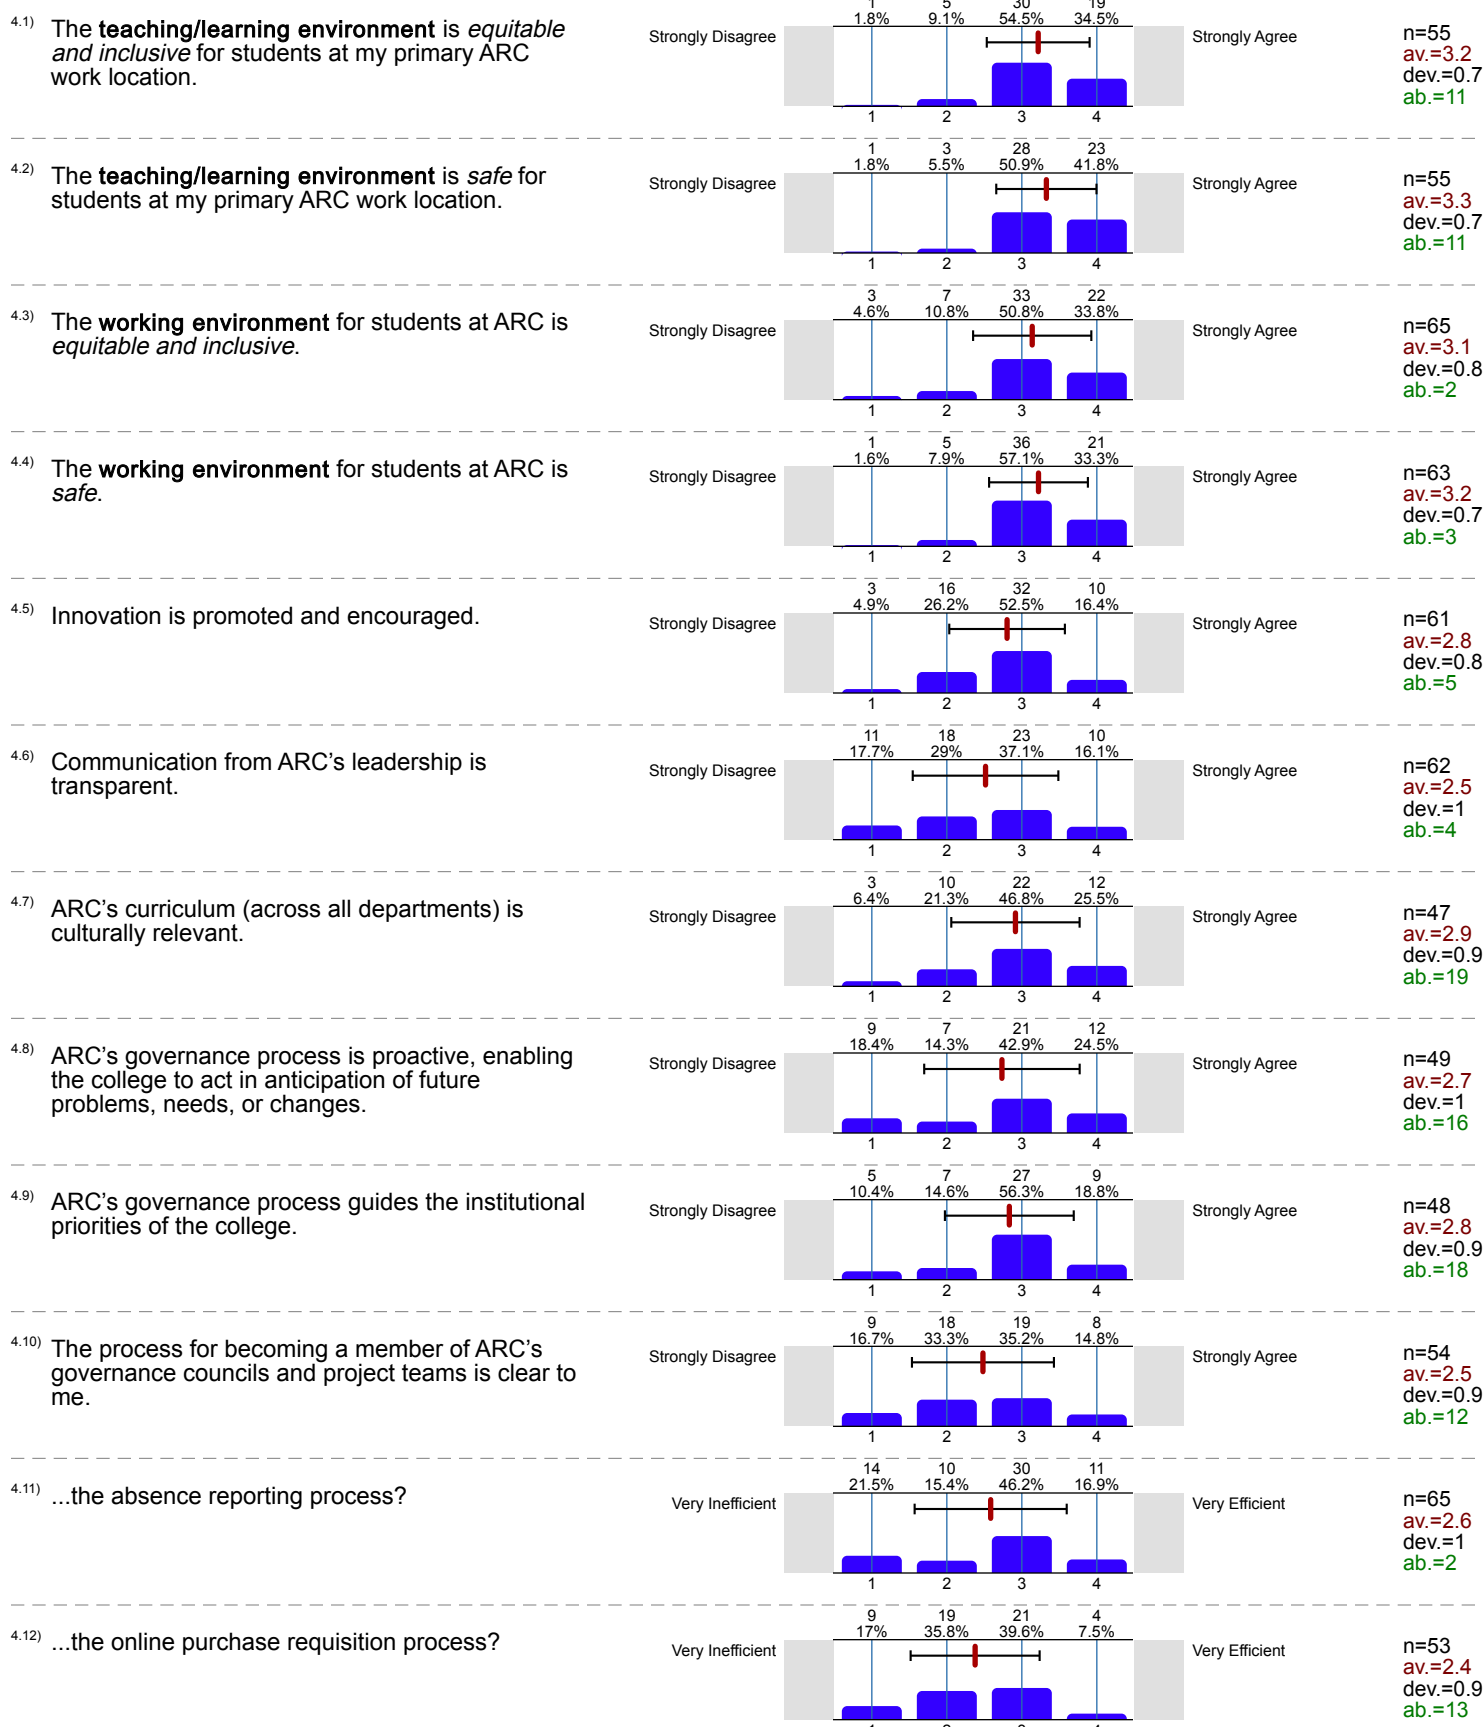 1 5 30 19
1.8% 9.1% 54.5% 34.5%
4.1) The teaching/learning environment is equitable
and inclusive for students at my primary ARC
work location.
Strongly Disagree Strongly Agree
n=55
av.=3.2
dev.=0.7
ab.=11
1 2 3 4
1 3 28 23
1.8% 5.5% 50.9% 41.8%
4.2) The teaching/learning environment is safe for
students at my primary ARC work location.
Strongly Disagree Strongly Agree
n=55
av.=3.3
dev.=0.7
ab.=11
1 2 3 4
3 7 33 22
4.6% 10.8% 50.8% 33.8%
4.3) The working environment for students at ARC is
equitable and inclusive.
Strongly Disagree Strongly Agree
n=65
av.=3.1
dev.=0.8
ab.=2
1 2 3 4
1 5 36 21
1.6% 7.9% 57.1% 33.3%
4.4) The working environment for students at ARC is
safe.
Strongly Disagree Strongly Agree
n=63
av.=3.2
dev.=0.7
ab.=3
1 2 3 4
3 16 32 10
4.9% 26.2% 52.5% 16.4%
4.5) Innovation is promoted and encouraged.
Strongly Disagree Strongly Agree
n=61
av.=2.8
dev.=0.8
ab.=5
1 2 3 4
11 18 23 10
17.7% 29% 37.1% 16.1%
4.6) Communication from ARC's leadership is
transparent.
Strongly Disagree Strongly Agree
n=62
av.=2.5
dev.=1
ab.=4
1 2 3 4
3 10 22 12
6.4% 21.3% 46.8% 25.5%
4.7) ARC's curriculum (across all departments) is
culturally relevant.
Strongly Disagree Strongly Agree
n=47
av.=2.9
dev.=0.9
ab.=19
1 2 3 4
9 7 21 12
18.4% 14.3% 42.9% 24.5%
4.8) ARC's governance process is proactive, enabling
the college to act in anticipation of future
problems, needs, or changes.
Strongly Disagree Strongly Agree
n=49
av.=2.7
dev.=1
ab.=16
1 2 3 4
5 7 27 9
10.4% 14.6% 56.3% 18.8%
4.9) ARC's governance process guides the institutional
priorities of the college.
Strongly Disagree Strongly Agree
n=48
av.=2.8
dev.=0.9
ab.=18
1 2 3 4
9 18 19 8
16.7% 33.3% 35.2% 14.8%
4.10) The process for becoming a member of ARC's
governance councils and project teams is clear to
me.
Strongly Disagree Strongly Agree
n=54
av.=2.5
dev.=0.9
ab.=12
1 2 3 4
14 10 30 11
21.5% 15.4% 46.2% 16.9%
4.11) ...the absence reporting process?
Very Inefficient Very Efficient
n=65
av.=2.6
dev.=1
ab.=2
1 2 3 4
9 19 21 4
17% 35.8% 39.6% 7.5%
4.12) ...the online purchase requisition process?
Very Inefficient Very Efficient
n=53
av.=2.4
dev.=0.9
ab.=13